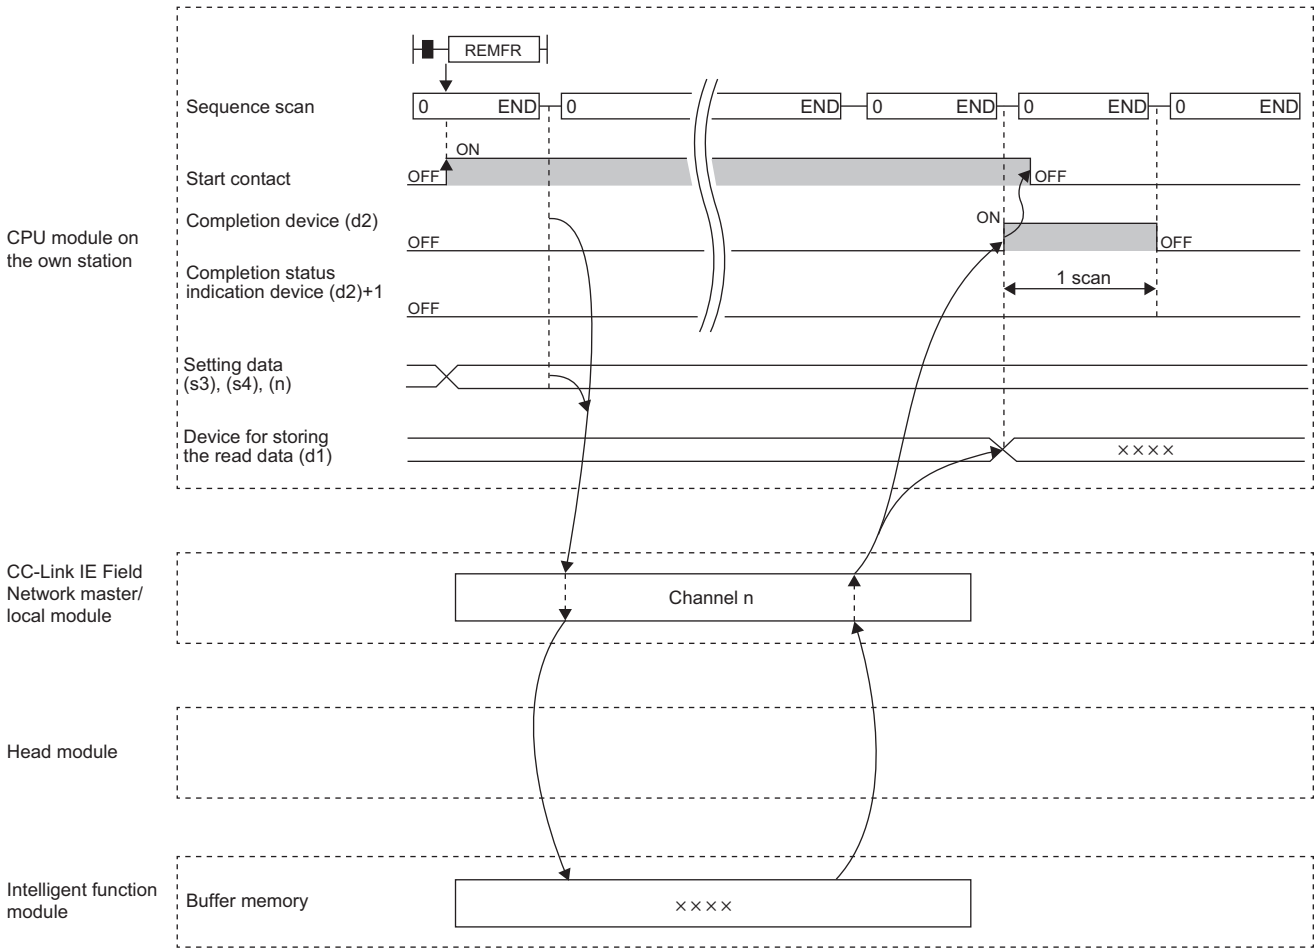 REMFR
Sequence scan
0 END 0 END 0 END 0 END 0 END
ON
Start contact
OFF
OFF
Completion device (d2)
ON
OFF
OFF
CPU module on
the own station
Completion status
indication device (d2)+1
1 scan
OFF
Setting data
(s3), (s4), (n)
Device for storing
the read data (d1)
××××
CC-Link IE Field
Network master/
local module
Channel n
Head module
Intelligent function
module
Buffer memory
××××